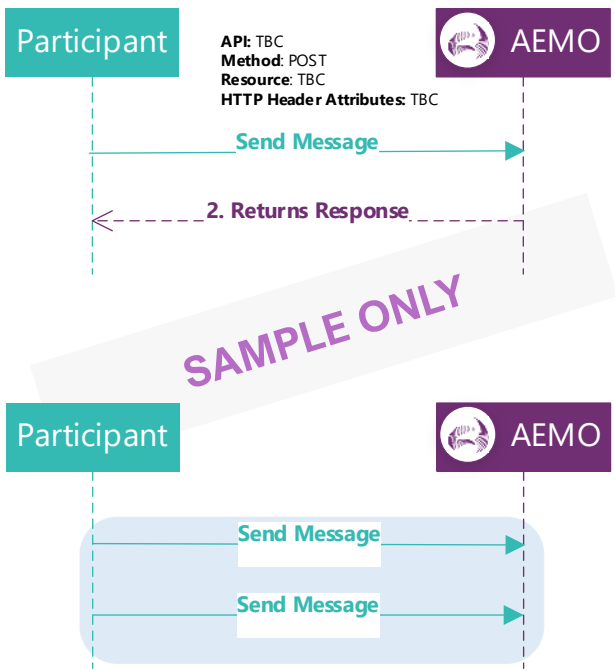 Participant
AEMO
API: TBC
Method: POST
Resource: TBC
HTTP Header Attributes: TBC
Send Message
2. Returns Response
SAMPLE ONLY
Participant
AEMO
Send Message
Send Message